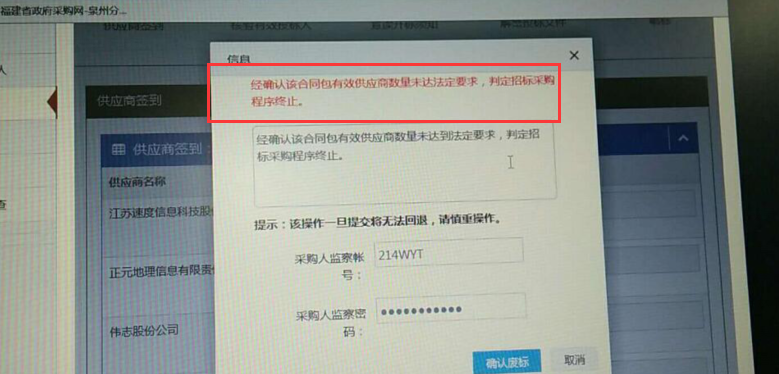 福建省政府采购网-泉州分...
供应商签到
信息
经确认该合同包有效供应商数量未达法定要求，判定招标采购
程序终止。
供应商签到
经确认该合同包有效供应商数量未达到法定要求，判定招
标采购程序终止。
供应商签到：
供应商名称
江苏速度信息科技股份
提示：该操作一旦提交将无法回退，请慎重操作。
采购人监察帐
号：
214WYT
正元地理信息有限责任
采购人监察密
码：
伟志股份公司
确认废标
取消